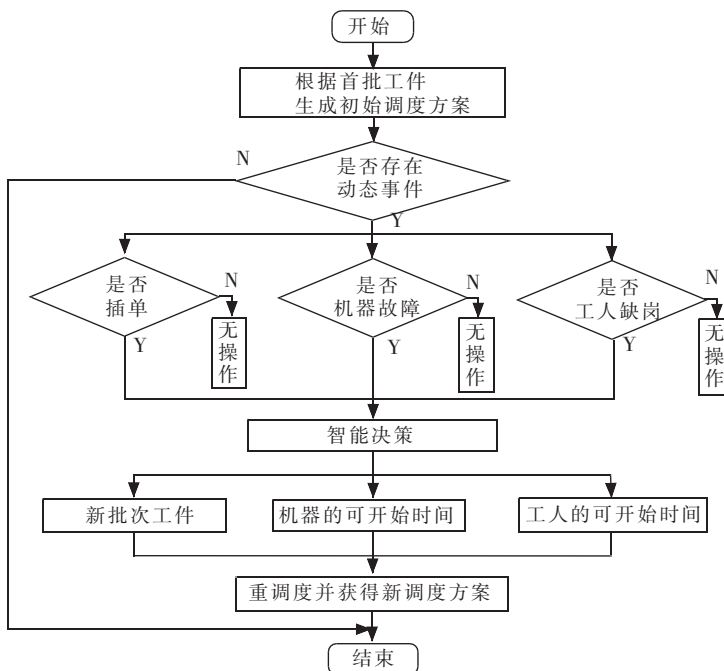 开始
根据首批工件
生成初始调度方案
N
是否存在
动态事件
Y
是否
插单
N
Y
无
操
作
是否
机器故障
N
Y
无
操
作
是否
工人缺岗
N
Y
无
操
作
智能决策
新批次工件
机器的可开始时间
工人的可开始时间
重调度并获得新调度方案
结束